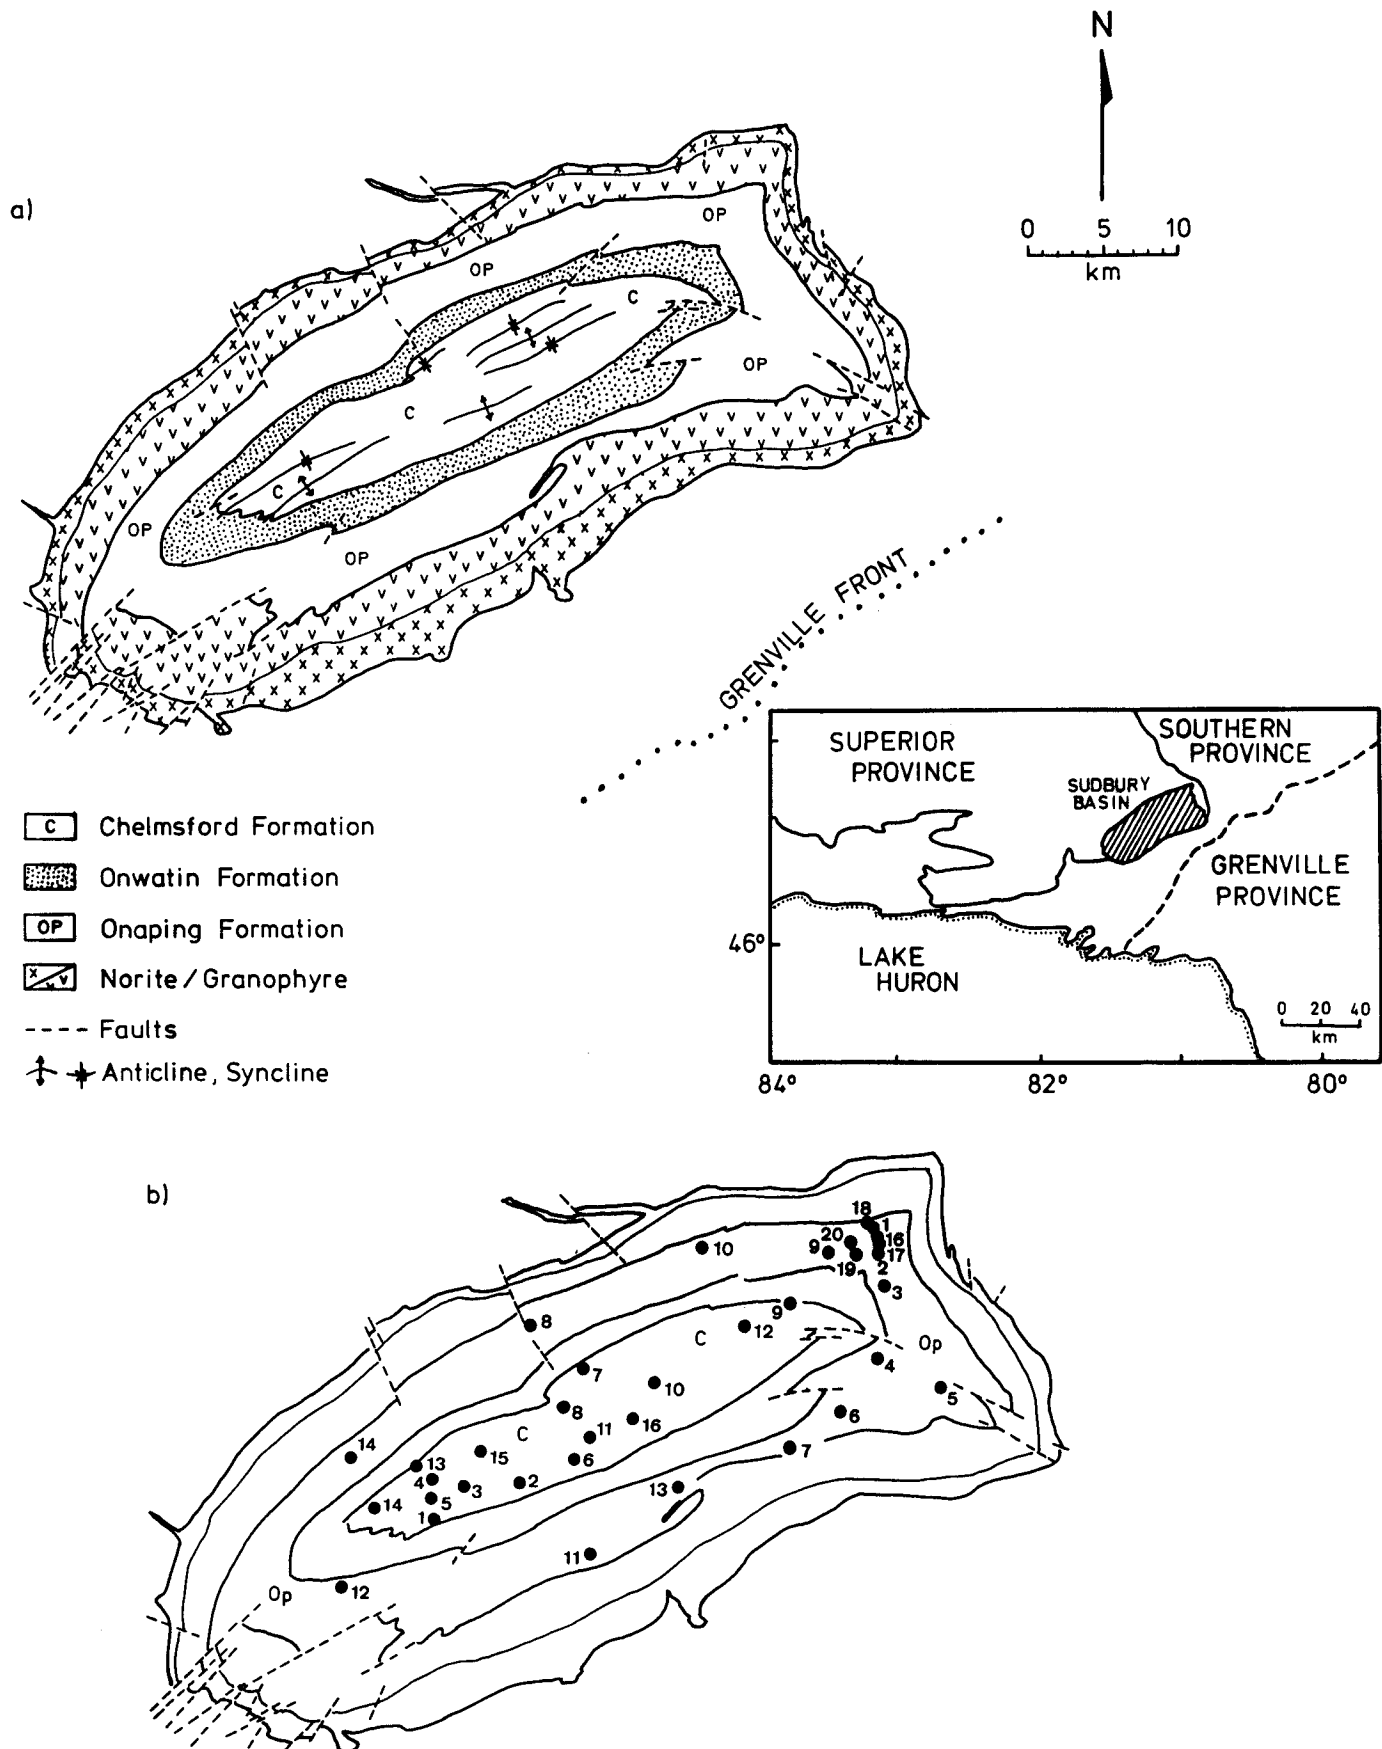 N
a)
0 5 10
km
OP
OP
C
OP
C
C
OP
OP
GRENVILLE FRONT
C Chelmsford Formation
Onwatin Formation
OP Onaping Formation
x v Norite/Granophyre
Faults
Anticline, Syncline
SUPERIOR
PROVINCE
SOUTHERN
PROVINCE
SUDBURY
BASIN
GRENVILLE
PROVINCE
46°
LAKE
HURON
0 20 40
km
84° 82° 80°
b)
18
1
20 16
9 17
10
19 2
3
9
8
12
C
Op
4
7
10
5
8
6
16
C
11
14
15
7
13
6
4
3
2
13
14
5
1
11
12
Op